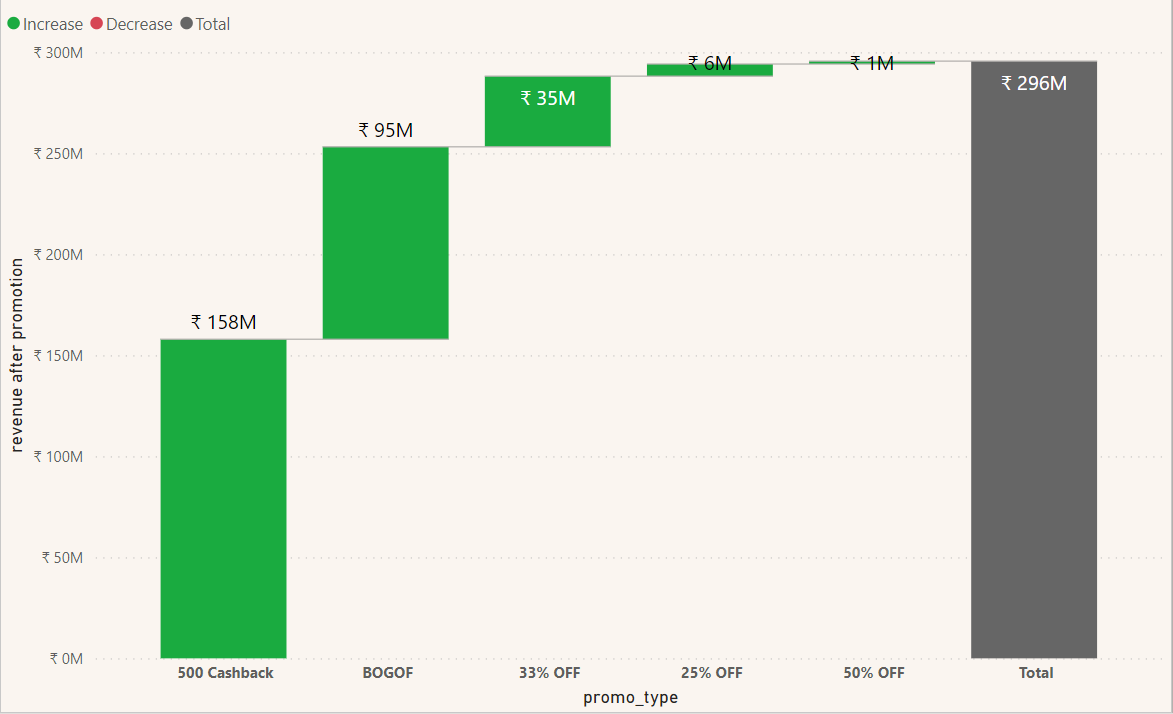 Increase Decrease Total
₹ 300M
₹ 250M
₹ 200M
₹ 150M
₹ 100M
₹ 50M
₹ 0M
revenue after promotion
₹ 158M
₹ 95M
₹ 35M
₹ 6M
₹ 1M
₹ 296M
500 Cashback BOGOF 33% OFF 25% OFF 50% OFF Total
promo_type